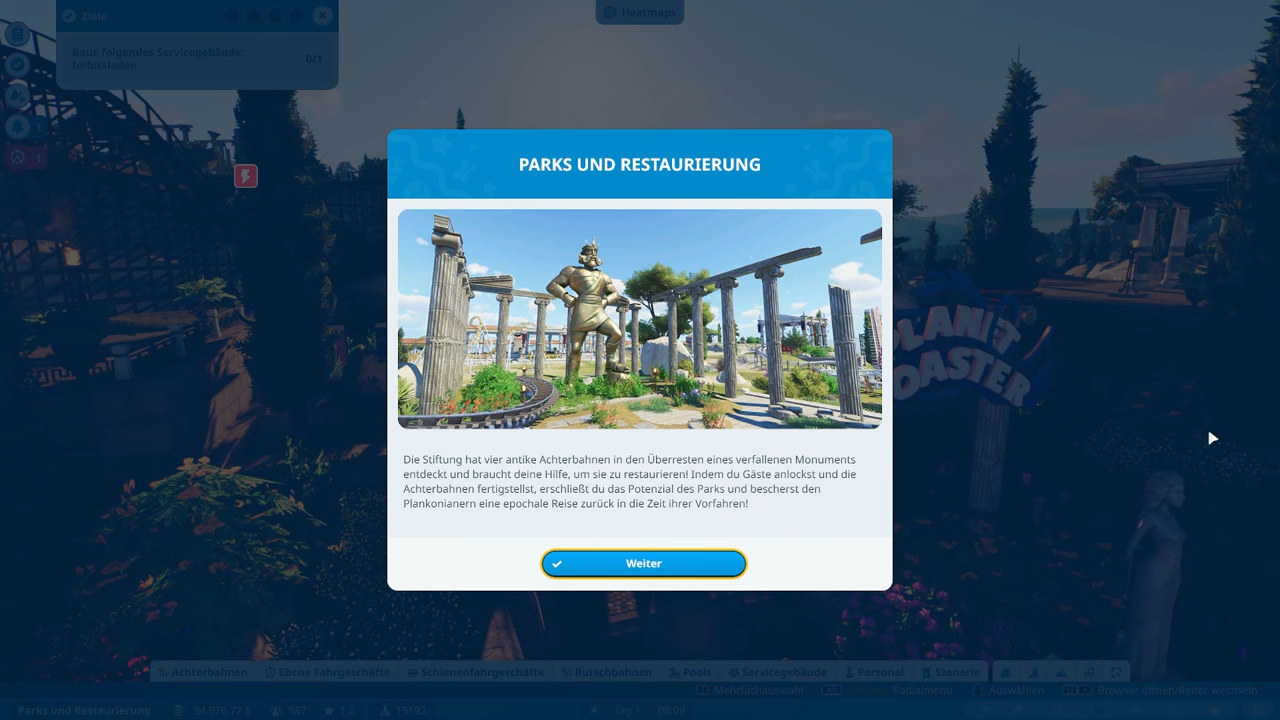 Ziele
Heatmaps
Baue folgendes Servicegebäude:
Imbissladen
0/1
1
1
PARKS UND RESTAURIERUNG
PLANET
COASTER
Die Stiftung hat vier antike Achterbahnen in den Überresten eines verfallenen Monuments
entdeckt und braucht deine Hilfe, um sie zu restaurieren! Indem du Gäste anlockst und die
Achterbahnen fertigstellst, erschließt du das Potenzial des Parks und bescherst den
Plankonianern eine epochale Reise zurück in die Zeit ihrer Vorfahren!
Weiter
Achterbahnen Ebene Fahrgeschäfte Schienenfahrgeschäfte Rutschbahnen Pools Servicegebäude Personal Szenerie
Mehrfachauswahl Radialmenü Auswählen Browser öffnen/Reiter wechseln
Parks und Restaurierung 34,976,77 $ 587 1,2 15192 Tag 1 08:09